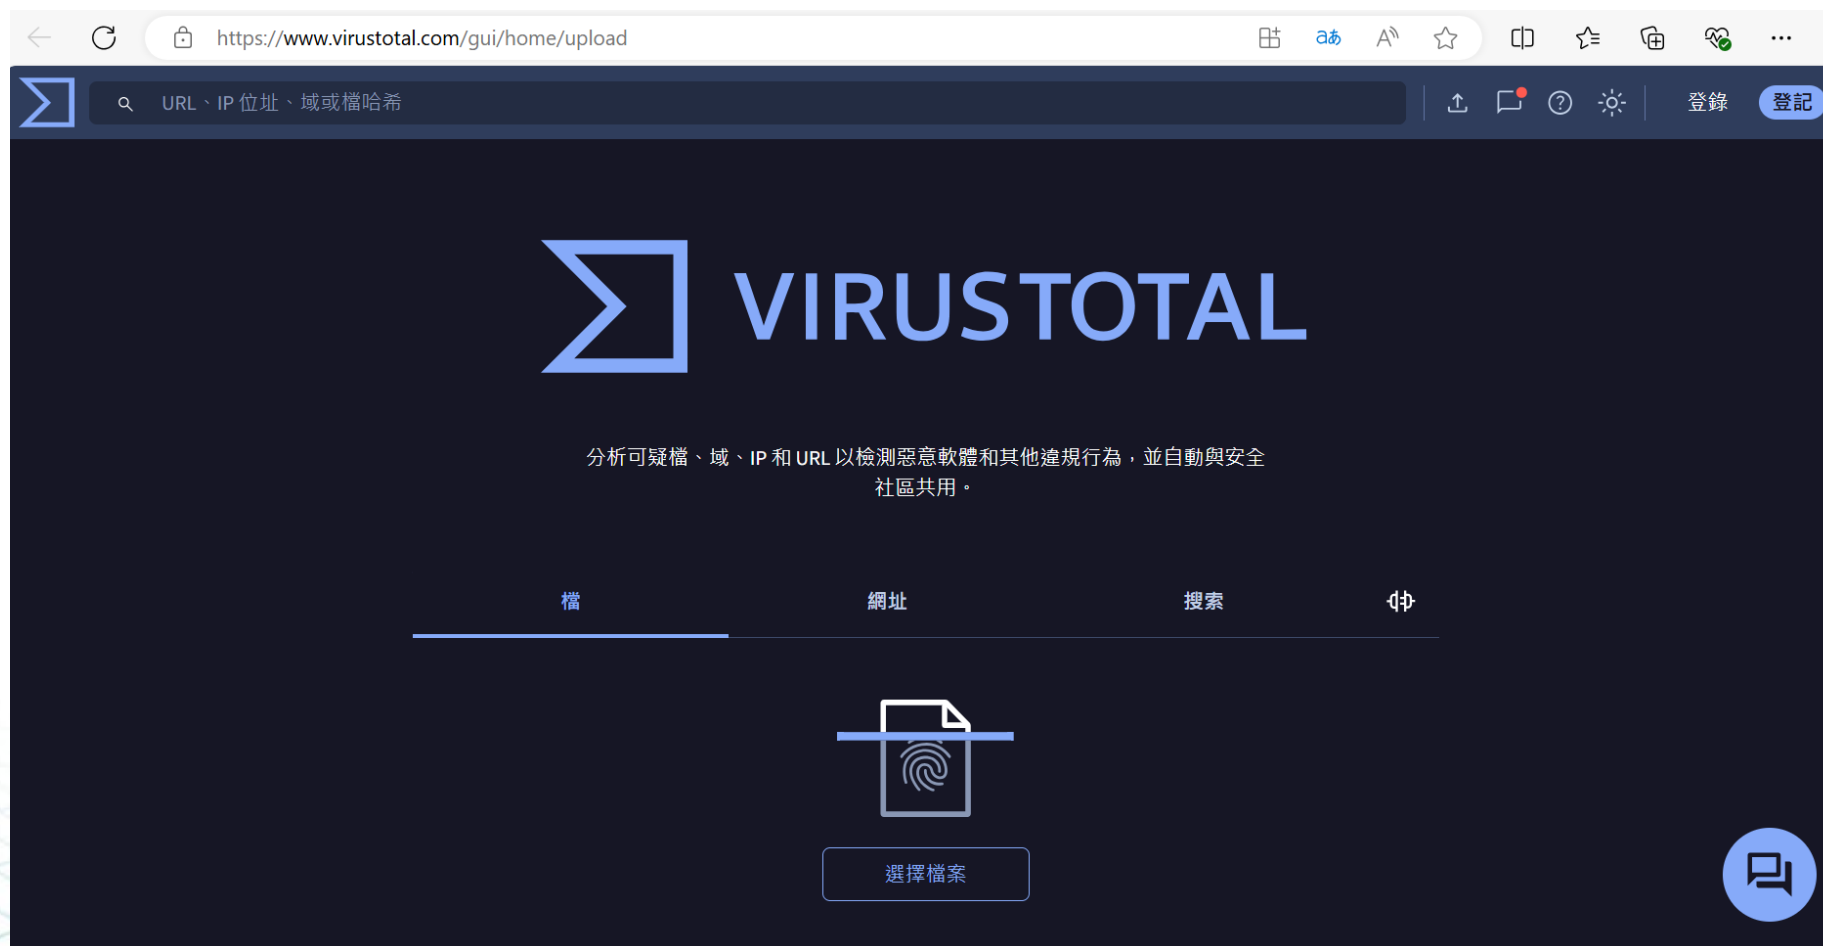 https://www.virustotal.com/gui/home/upload
URL、IP 位址、域或檔哈希
登錄
登記
VIRUSTOTAL
分析可疑檔、域、IP 和 URL 以檢測惡意軟體和其他違規行為，並自動與安全
社區共用。
檔
網址
搜索
選擇檔案